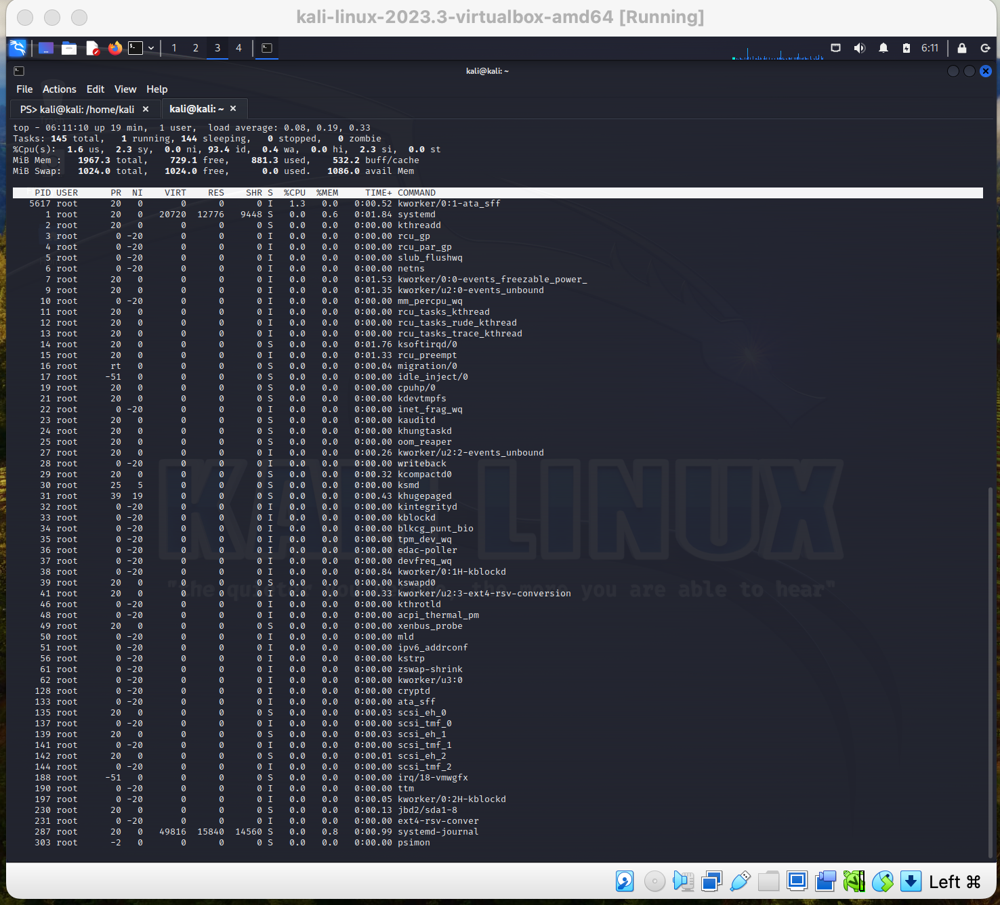 kali-linux-2023.3-virtualbox-amd64 [Running]
1 2 3 4 6:11
kali@kali: ~
File Actions Edit View Help
PS> kali@kali: /home/kali × kali@kali: ~ ×
top - 06:11:10 up 19 min,  1 user,  load average: 0.08, 0.19, 0.33
Tasks: 145 total,   1 running, 144 sleeping,   0 stopped,   0 zombie
%Cpu(s):  1.6 us,  2.3 sy,  0.0 ni, 93.4 id,  0.4 wa,  0.0 hi,  2.3 si,  0.0 st
MiB Mem :   1967.3 total,    729.1 free,    881.3 used,    532.2 buff/cache
MiB Swap:   1024.0 total,   1024.0 free,      0.0 used.   1086.0 avail Mem
PID USER PR NI VIRT RES SHR S %CPU %MEM TIME+ COMMAND
5617 root 20 0 0 0 0 I 1.3 0.0 0:00.52 kworker/0:1-ata_sff
1 root 20 0 20720 12776 9448 S 0.0 0.6 0:01.84 systemd
2 root 20 0 0 0 0 S 0.0 0.0 0:00.00 kthreadd
3 root 0 -20 0 0 0 I 0.0 0.0 0:00.00 rcu_gp
4 root 0 -20 0 0 0 I 0.0 0.0 0:00.00 rcu_par_gp
5 root 0 -20 0 0 0 I 0.0 0.0 0:00.00 slub_flushwq
6 root 0 -20 0 0 0 I 0.0 0.0 0:00.00 netns
7 root 20 0 0 0 0 I 0.0 0.0 0:01.53 kworker/0:0-events_freezable_power_
9 root 20 0 0 0 0 I 0.0 0.0 0:01.35 kworker/u2:0-events_unbound
10 root 0 -20 0 0 0 I 0.0 0.0 0:00.00 mm_percpu_wq
11 root 20 0 0 0 0 I 0.0 0.0 0:00.00 rcu_tasks_kthread
12 root 20 0 0 0 0 I 0.0 0.0 0:00.00 rcu_tasks_rude_kthread
13 root 20 0 0 0 0 I 0.0 0.0 0:00.00 rcu_tasks_trace_kthread
14 root 20 0 0 0 0 S 0.0 0.0 0:01.76 ksoftirqd/0
15 root 20 0 0 0 0 I 0.0 0.0 0:01.33 rcu_preempt
16 root rt 0 0 0 0 S 0.0 0.0 0:00.04 migration/0
17 root -51 0 0 0 0 S 0.0 0.0 0:00.00 idle_inject/0
19 root 20 0 0 0 0 S 0.0 0.0 0:00.00 cpuhp/0
21 root 20 0 0 0 0 S 0.0 0.0 0:00.00 kdevtmpfs
22 root 0 -20 0 0 0 I 0.0 0.0 0:00.00 inet_frag_wq
23 root 20 0 0 0 0 S 0.0 0.0 0:00.00 kauditd
24 root 20 0 0 0 0 S 0.0 0.0 0:00.00 khungtaskd
25 root 20 0 0 0 0 S 0.0 0.0 0:00.00 oom_reaper
27 root 20 0 0 0 0 I 0.0 0.0 0:00.26 kworker/u2:2-events_unbound
28 root 0 -20 0 0 0 I 0.0 0.0 0:00.00 writeback
29 root 20 0 0 0 0 S 0.0 0.0 0:00.32 kcompactd0
30 root 25 5 0 0 0 S 0.0 0.0 0:00.00 ksmd
31 root 39 19 0 0 0 S 0.0 0.0 0:00.43 khugepaged
32 root 0 -20 0 0 0 I 0.0 0.0 0:00.00 kintegrityd
33 root 0 -20 0 0 0 I 0.0 0.0 0:00.00 kblockd
34 root 0 -20 0 0 0 I 0.0 0.0 0:00.00 blkcg_punt_bio
35 root 0 -20 0 0 0 I 0.0 0.0 0:00.00 tpm_dev_wq
36 root 0 -20 0 0 0 I 0.0 0.0 0:00.00 edac-poller
37 root 0 -20 0 0 0 I 0.0 0.0 0:00.00 devfreq_wq
38 root 0 -20 0 0 0 I 0.0 0.0 0:00.84 kworker/0:1H-kblockd
39 root 20 0 0 0 0 S 0.0 0.0 0:00.00 kswapd0
41 root 20 0 0 0 0 I 0.0 0.0 0:00.33 kworker/u2:3-ext4-rsv-conversion
46 root 0 -20 0 0 0 I 0.0 0.0 0:00.00 kthrotld
48 root 0 -20 0 0 0 I 0.0 0.0 0:00.00 acpi_thermal_pm
49 root 20 0 0 0 0 S 0.0 0.0 0:00.00 xenbus_probe
50 root 0 -20 0 0 0 I 0.0 0.0 0:00.00 mld
51 root 0 -20 0 0 0 I 0.0 0.0 0:00.00 ipv6_addrconf
56 root 0 -20 0 0 0 I 0.0 0.0 0:00.00 kstrp
61 root 0 -20 0 0 0 I 0.0 0.0 0:00.00 zswap-shrink
62 root 0 -20 0 0 0 I 0.0 0.0 0:00.00 kworker/u3:0
128 root 0 -20 0 0 0 I 0.0 0.0 0:00.00 cryptd
133 root 0 -20 0 0 0 I 0.0 0.0 0:00.00 ata_sff
135 root 20 0 0 0 0 S 0.0 0.0 0:00.03 scsi_eh_0
137 root 0 -20 0 0 0 I 0.0 0.0 0:00.00 scsi_tmf_0
139 root 20 0 0 0 0 S 0.0 0.0 0:00.03 scsi_eh_1
141 root 0 -20 0 0 0 I 0.0 0.0 0:00.00 scsi_tmf_1
142 root 20 0 0 0 0 S 0.0 0.0 0:00.01 scsi_eh_2
144 root 0 -20 0 0 0 I 0.0 0.0 0:00.00 scsi_tmf_2
188 root -51 0 0 0 0 S 0.0 0.0 0:00.00 irq/18-vmwgfx
190 root 0 -20 0 0 0 I 0.0 0.0 0:00.00 ttm
197 root 0 -20 0 0 0 I 0.0 0.0 0:00.05 kworker/0:2H-kblockd
230 root 20 0 0 0 0 S 0.0 0.0 0:00.13 jbd2/sda1-8
231 root 0 -20 0 0 0 I 0.0 0.0 0:00.00 ext4-rsv-conver
287 root 20 0 49816 15840 14560 S 0.0 0.8 0:00.99 systemd-journal
303 root -2 0 0 0 0 S 0.0 0.0 0:00.00 psimon
KALI LINUX
the more you are able to hear"
Left ⌘